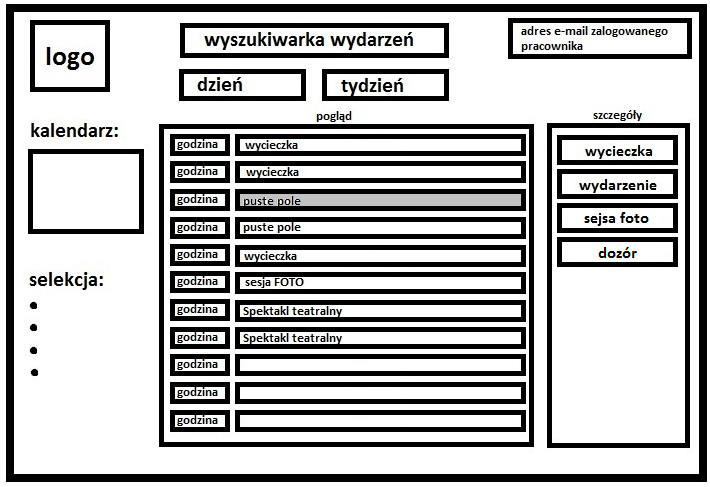 logo
wyszukiwarka wydarzeń
adres e-mail zalogowanego
pracownika
dzień
tydzień
kalendarz:
selekcja:
pogląd
godzina wycieczka
godzina wycieczka
godzina puste pole
godzina puste pole
godzina wycieczka
godzina sesja FOTO
godzina Spektakl teatralny
godzina Spektakl teatralny
godzina
godzina
godzina
szczegóły
wycieczka
wydarzenie
sejsa foto
dozór